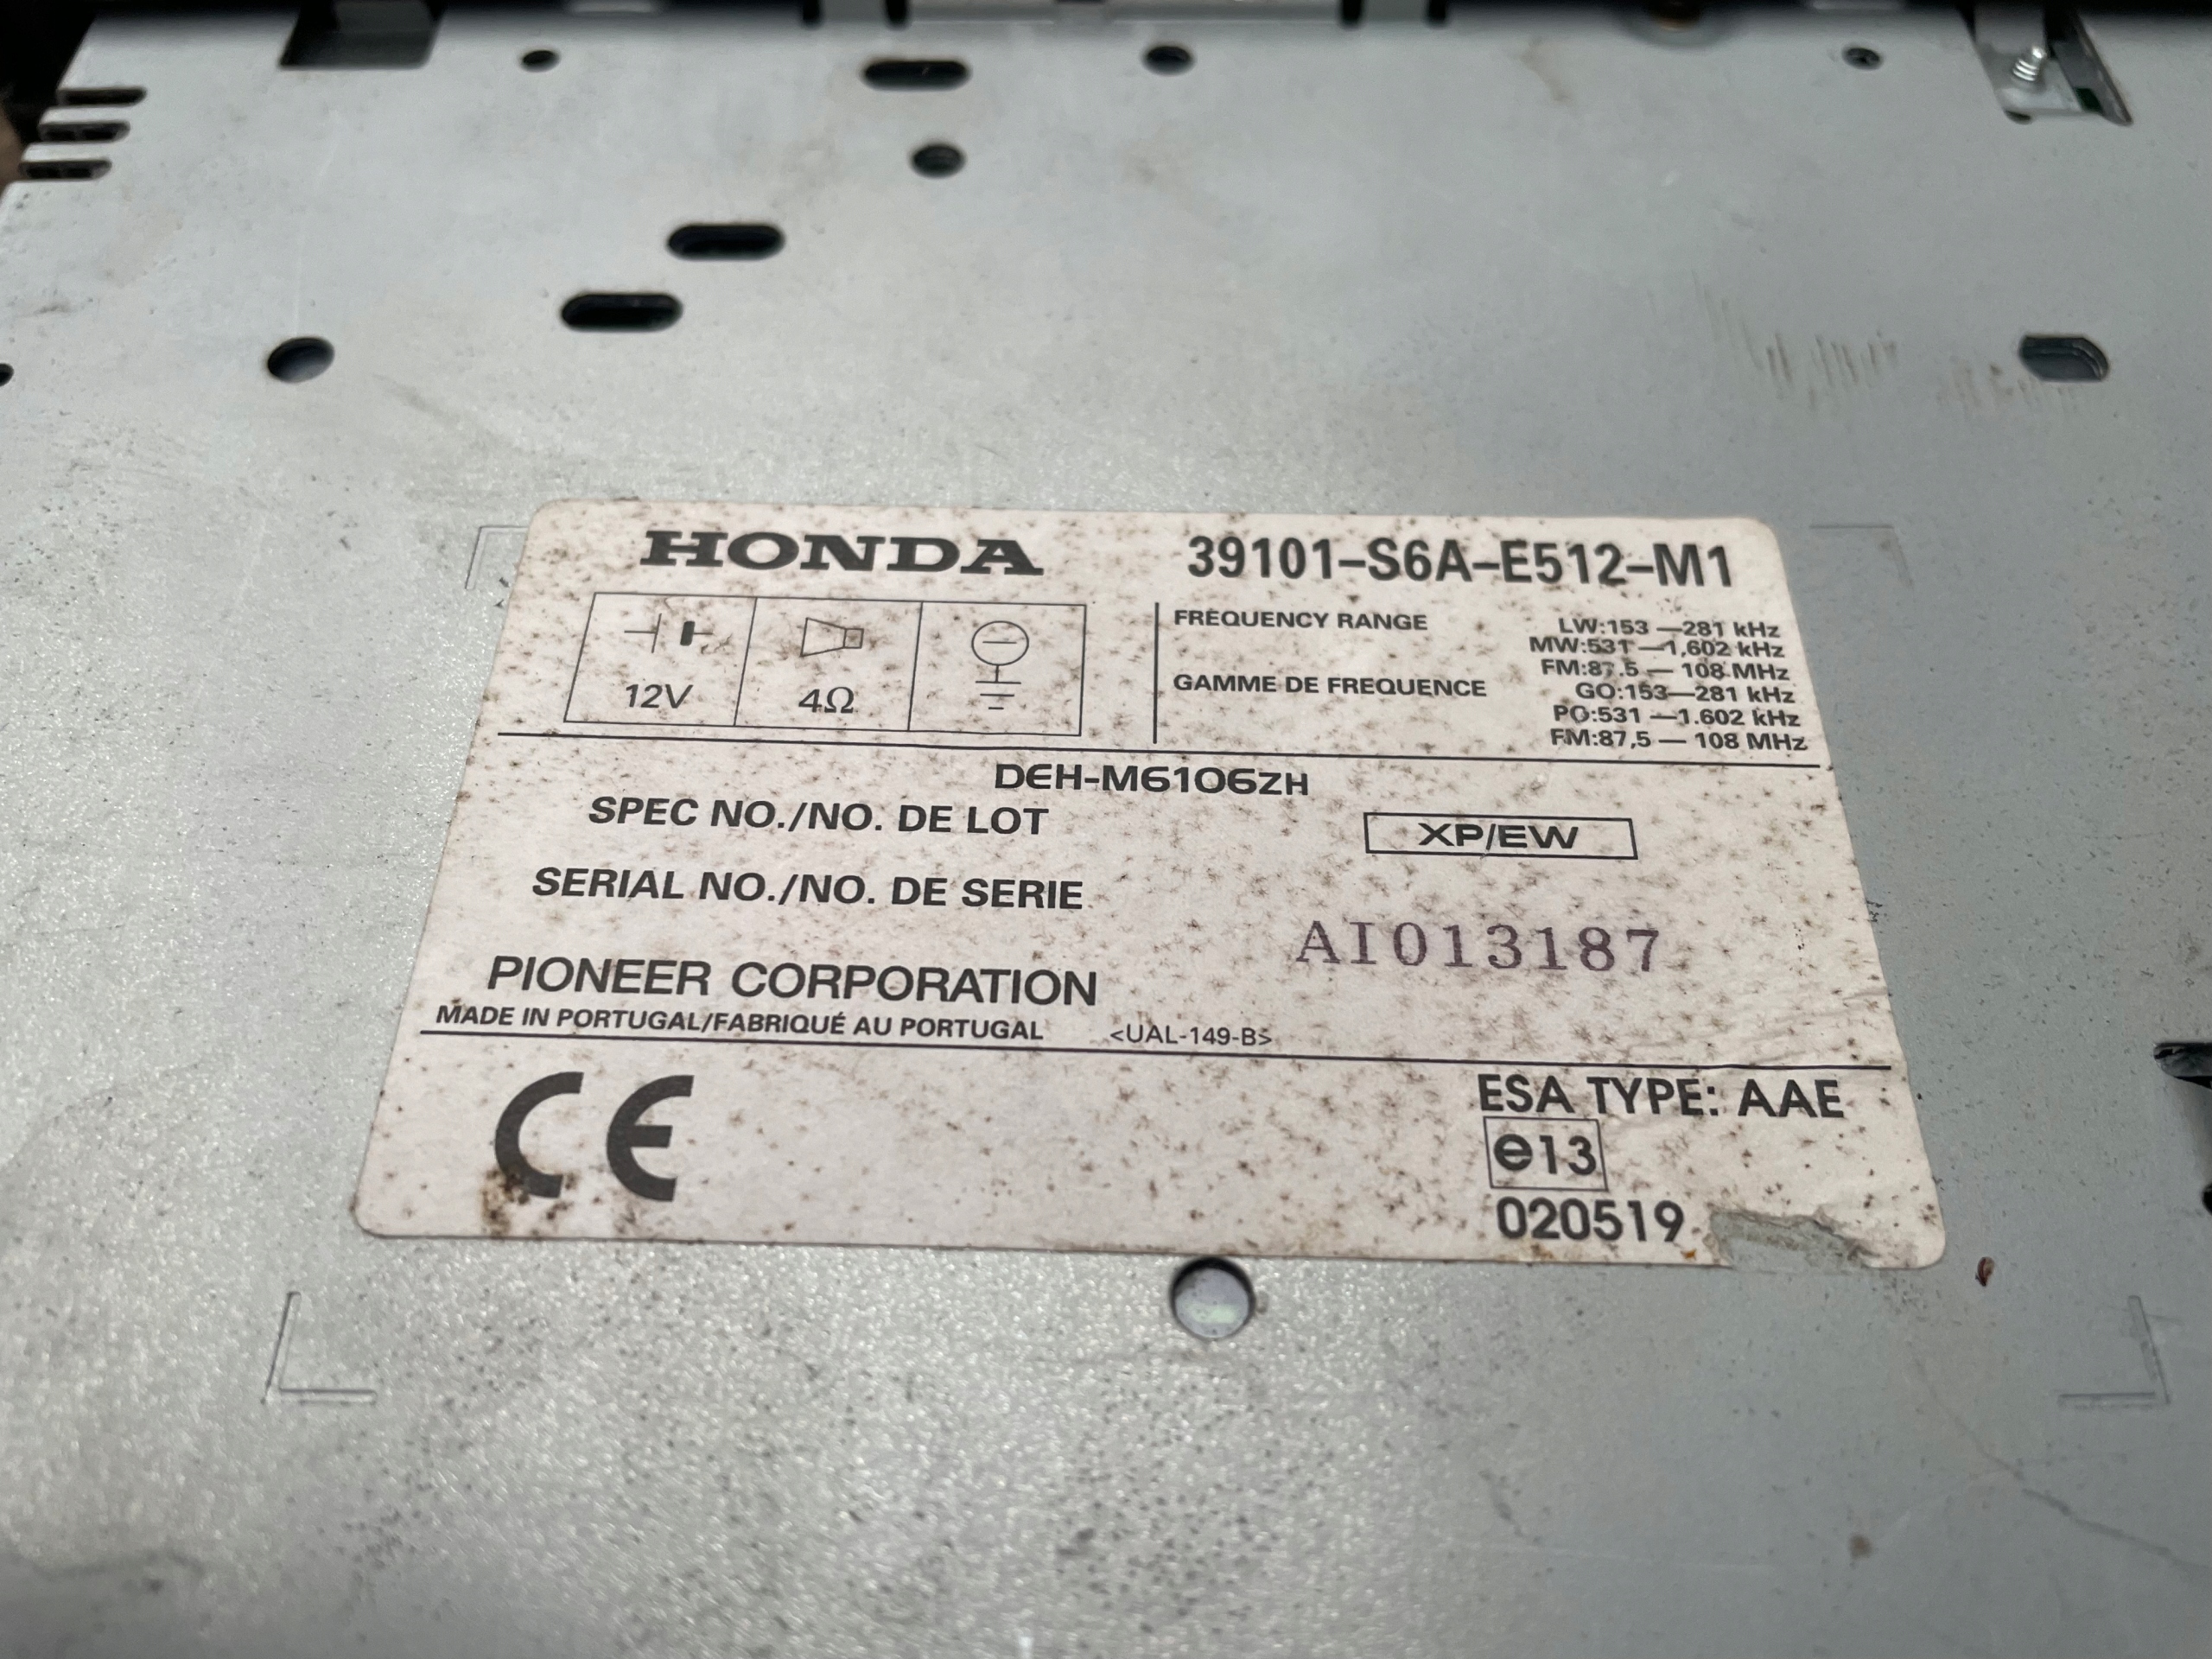 HONDA
39101-S6A-E512-M1
12V
4Ω
FREQUENCY RANGE
LW:153 — 281 kHz
MW:531 — 1,602 kHz
FM:87.5 — 108 MHz
GAMME DE FREQUENCE
GO:153—281 kHz
PO:531 — 1.602 kHz
FM:87,5 — 108 MHz
DEH-M6106ZH
SPEC NO./NO. DE LOT
XP/EW
SERIAL NO./NO. DE SERIE
AI013187
PIONEER CORPORATION
MADE IN PORTUGAL/FABRIQUÉ AU PORTUGAL
<UAL-149-B>
CE
ESA TYPE: AAE
e13
020519